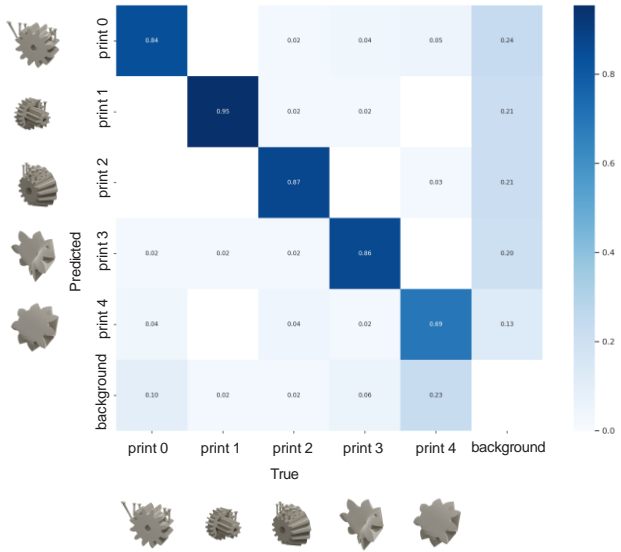 print 0 0.84 0.02 0.04 0.05 0.24
print 1 0.95 0.02 0.02 0.21
print 2 0.87 0.03 0.21
print 3 0.02 0.02 0.02 0.86 0.20
print 4 0.04 0.04 0.02 0.69 0.13
background 0.10 0.02 0.02 0.06 0.23
Predicted
print 0 print 1 print 2 print 3 print 4 background
True
0.8
0.6
0.4
0.2
0.0